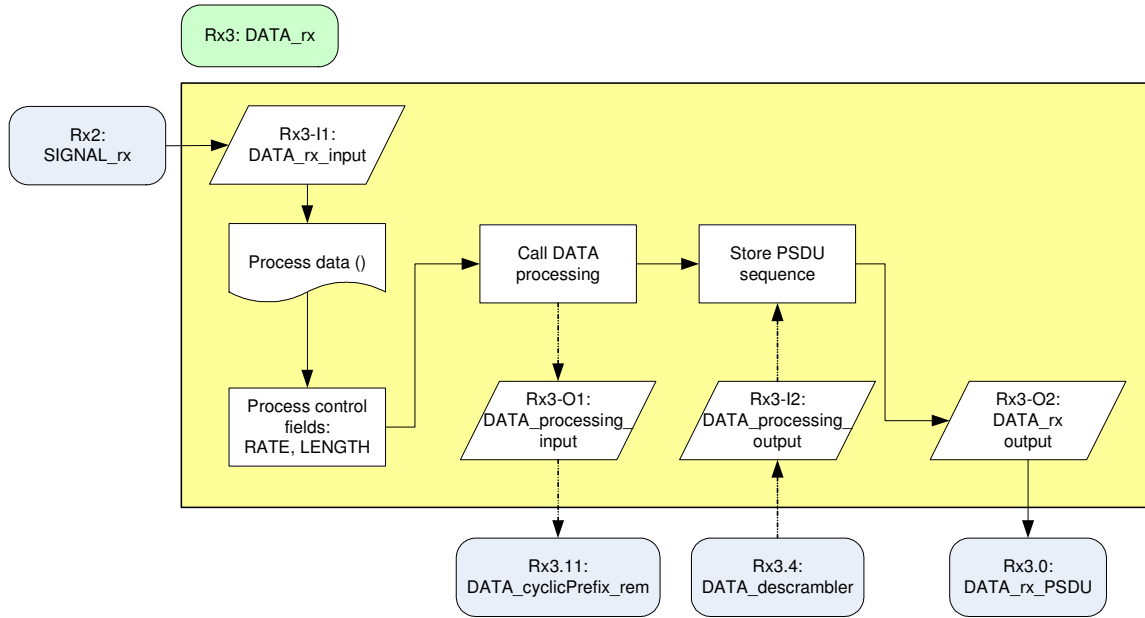 Rx3: DATA_rx
Rx2:
SIGNAL_rx
Rx3-I1:
DATA_rx_input
Process data ()
Call DATA
processing
Store PSDU
sequence
Process control
fields:
RATE, LENGTH
Rx3-O1:
DATA_processing_
input
Rx3-I2:
DATA_processing_
output
Rx3-O2:
DATA_rx
output
Rx3.11:
DATA_cyclicPrefix_rem
Rx3.4:
DATA_descrambler
Rx3.0:
DATA_rx_PSDU